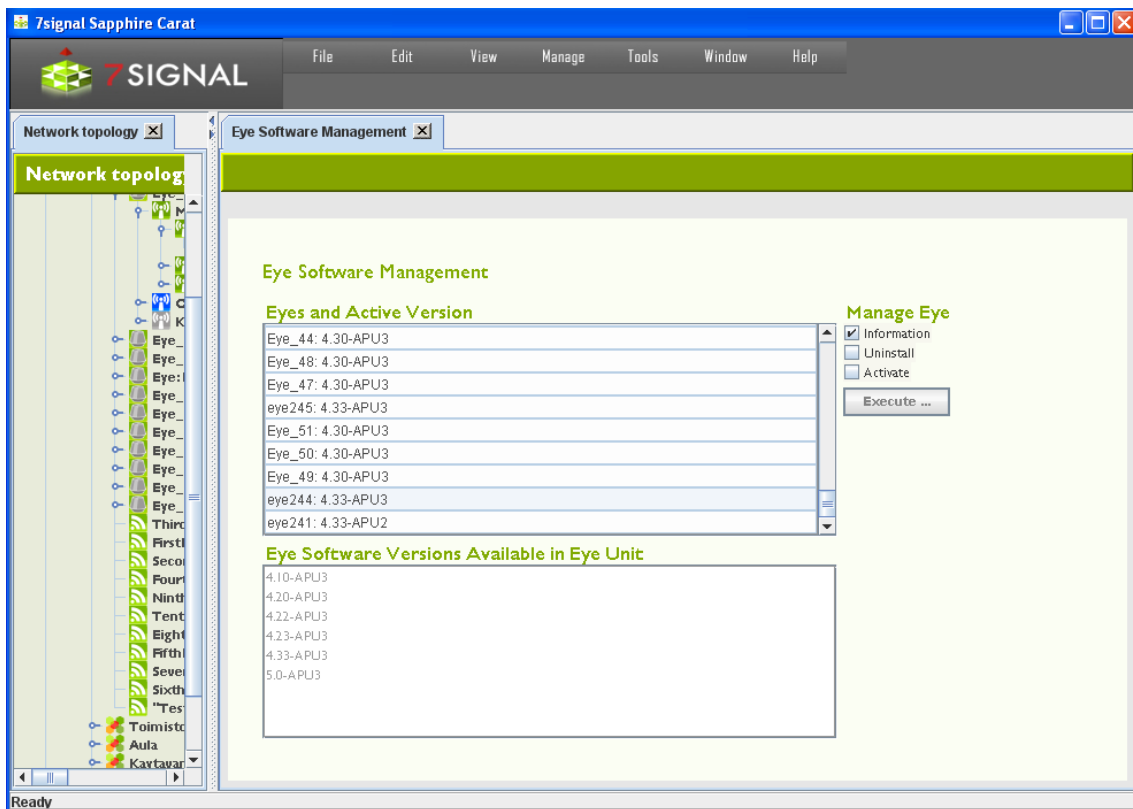 7signal Sapphire Carat
7SIGNAL
File Edit View Manage Tools Window Help
Network topology
Eye Software Management
Network topolog
M
C
K
Eye_
Eye_
Eye:
Eye_
Eye_
Eye_
Eye_
Eye_
Eye_
Eye_
Third
First
Seco
Fourt
Ninth
Tent
Eight
Fifth
Seve
Sixth
"Tes
Toimisto
Aula
Kaytavar
Eye Software Management
Eyes and Active Version
Eye_44: 4.30-APU3
Eye_48: 4.30-APU3
Eye_47: 4.30-APU3
eye245: 4.33-APU3
Eye_51: 4.30-APU3
Eye_50: 4.30-APU3
Eye_49: 4.30-APU3
eye244: 4.33-APU3
eye241: 4.33-APU2
Manage Eye
Information
Uninstall
Activate
Execute ...
Eye Software Versions Available in Eye Unit
4.10-APU3
4.20-APU3
4.22-APU3
4.23-APU3
4.33-APU3
5.0-APU3
Ready